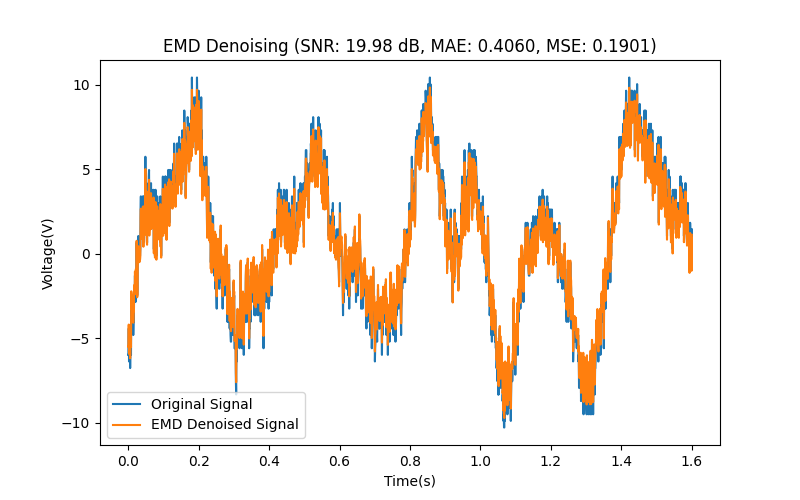 EMD Denoising (SNR: 19.98 dB, MAE: 0.4060, MSE: 0.1901)
10
5
0
−5
−10
Voltage(V)
Original Signal
EMD Denoised Signal
0.0 0.2 0.4 0.6 0.8 1.0 1.2 1.4 1.6
Time(s)